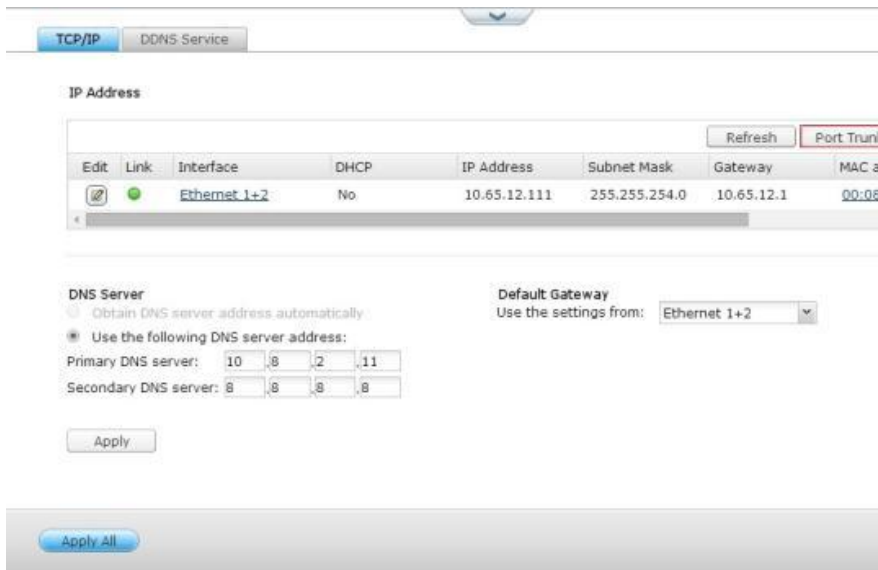 TCP/IP DDNS Service
IP Address
Refresh Port Trun
Edit Link Interface DHCP IP Address Subnet Mask Gateway MAC a
Ethernet 1+2 No 10.65.12.111 255.255.254.0 10.65.12.1 00:08
DNS Server Default Gateway
Obtain DNS server address automatically Use the settings from: Ethernet 1+2
Use the following DNS server address:
Primary DNS server: 10 .8 .2 .11
Secondary DNS server: 8 .8 .8 .8
Apply
Apply All